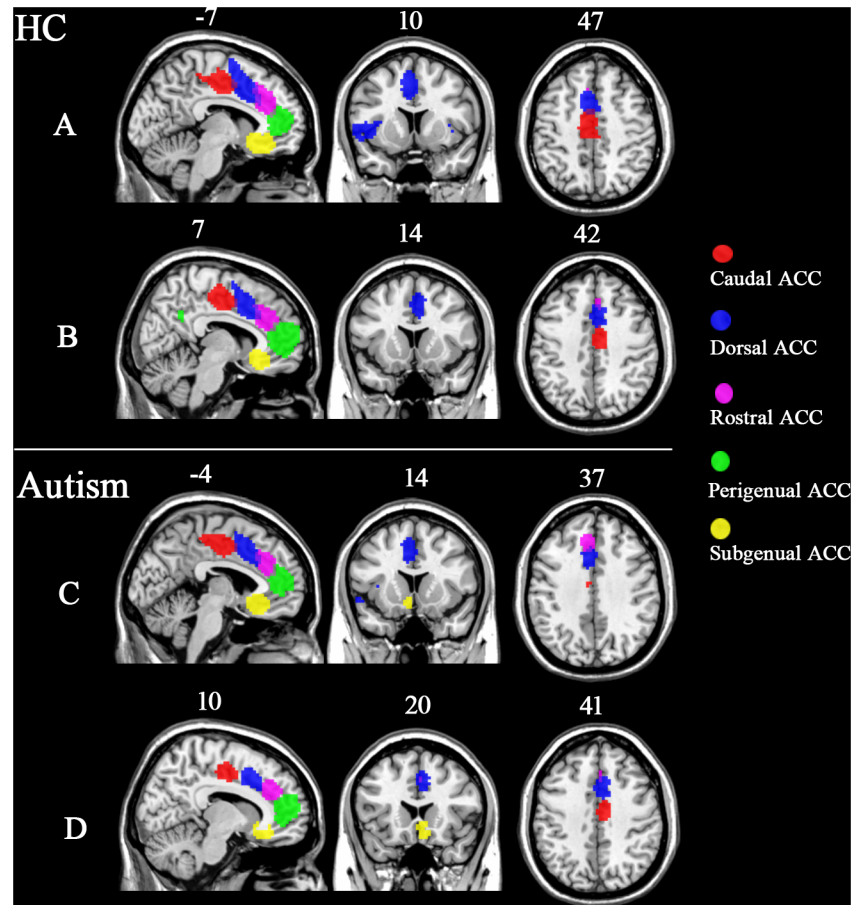 HC
-7 10 47
A
7 14 42
B
Caudal ACC
Dorsal ACC
Rostral ACC
Perigenual ACC
Subgenual ACC
Autism
-4 14 37
C
10 20 41
D